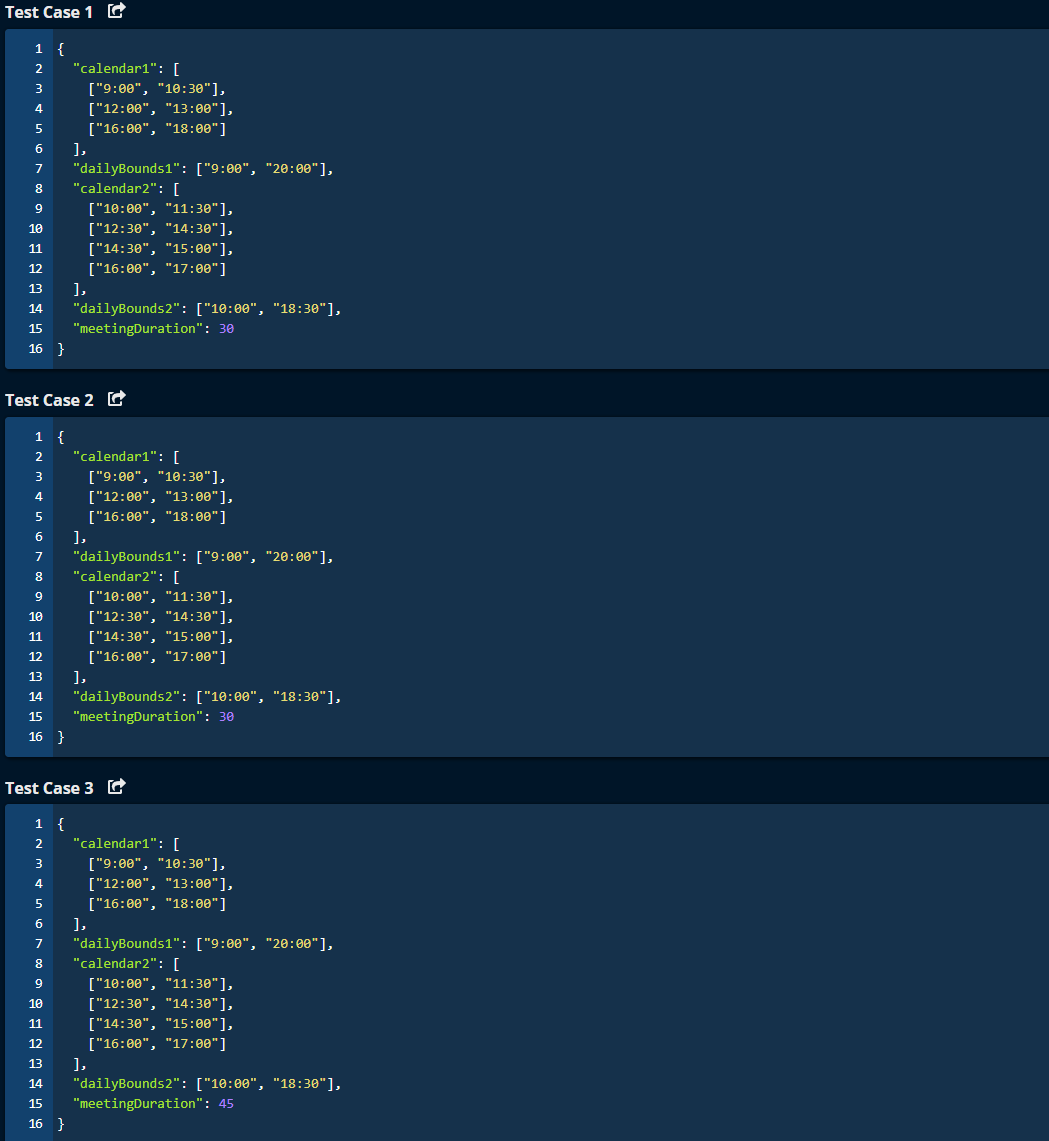 Test Case 1
1 {
2   "calendar1": [
3     ["9:00", "10:30"],
4     ["12:00", "13:00"],
5     ["16:00", "18:00"]
6   ],
7   "dailyBounds1": ["9:00", "20:00"],
8   "calendar2": [
9     ["10:00", "11:30"],
10     ["12:30", "14:30"],
11     ["14:30", "15:00"],
12     ["16:00", "17:00"]
13   ],
14   "dailyBounds2": ["10:00", "18:30"],
15   "meetingDuration": 30
16 }
Test Case 2
1 {
2   "calendar1": [
3     ["9:00", "10:30"],
4     ["12:00", "13:00"],
5     ["16:00", "18:00"]
6   ],
7   "dailyBounds1": ["9:00", "20:00"],
8   "calendar2": [
9     ["10:00", "11:30"],
10     ["12:30", "14:30"],
11     ["14:30", "15:00"],
12     ["16:00", "17:00"]
13   ],
14   "dailyBounds2": ["10:00", "18:30"],
15   "meetingDuration": 30
16 }
Test Case 3
1 {
2   "calendar1": [
3     ["9:00", "10:30"],
4     ["12:00", "13:00"],
5     ["16:00", "18:00"]
6   ],
7   "dailyBounds1": ["9:00", "20:00"],
8   "calendar2": [
9     ["10:00", "11:30"],
10     ["12:30", "14:30"],
11     ["14:30", "15:00"],
12     ["16:00", "17:00"]
13   ],
14   "dailyBounds2": ["10:00", "18:30"],
15   "meetingDuration": 45
16 }